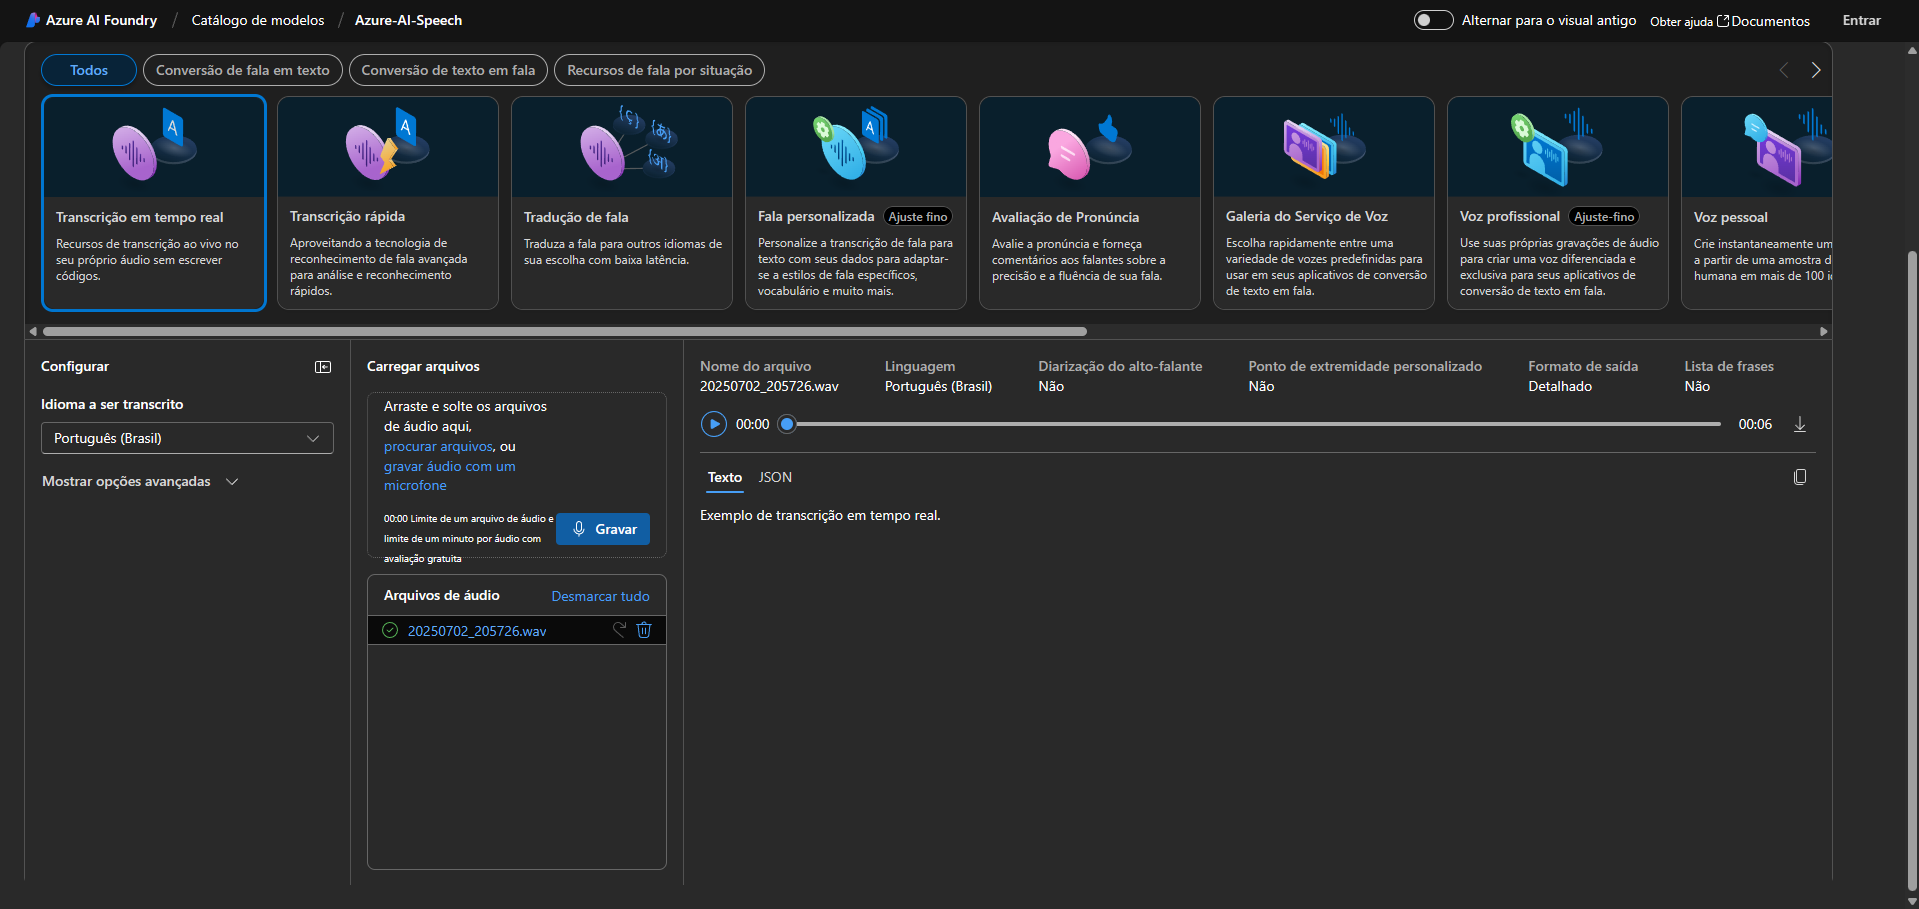 Azure AI Foundry / Catálogo de modelos / Azure-AI-Speech
Alternar para o visual antigo Obter ajuda Documentos Entrar
Todos Conversão de fala em texto Conversão de texto em fala Recursos de fala por situação
Transcrição em tempo real
Recursos de transcrição ao vivo no
seu próprio áudio sem escrever
códigos.
Transcrição rápida
Aproveitando a tecnologia de
reconhecimento de fala avançada
para análise e reconhecimento
rápidos.
Tradução de fala
Traduza a fala para outros idiomas de
sua escolha com baixa latência.
Fala personalizada Ajuste fino
Personalize a transcrição de fala para
texto com seus dados para adaptar-
se a estilos de fala específicos,
vocabulário e muito mais.
Avaliação de Pronúncia
Avalie a pronúncia e forneça
comentários aos falantes sobre a
precisão e a fluência de sua fala.
Galeria do Serviço de Voz
Escolha rapidamente entre uma
variedade de vozes predefinidas para
usar em seus aplicativos de conversão
de texto em fala.
Voz profissional Ajuste-fino
Use suas próprias gravações de áudio
para criar uma voz diferenciada e
exclusiva para seus aplicativos de
conversão de texto em fala.
Voz pessoal
Crie instantaneamente um
a partir de uma amostra d
humana em mais de 100 i
Configurar
Idioma a ser transcrito
Português (Brasil)
Mostrar opções avançadas
Carregar arquivos
Arraste e solte os arquivos
de áudio aqui,
procurar arquivos, ou
gravar áudio com um
microfone
00:00 Limite de um arquivo de áudio e
limite de um minuto por áudio com
avaliação gratuita
Gravar
Arquivos de áudio Desmarcar tudo
20250702_205726.wav
Nome do arquivo
20250702_205726.wav
Linguagem
Português (Brasil)
Diarização do alto-falante
Não
Ponto de extremidade personalizado
Não
Formato de saída
Detalhado
Lista de frases
Não
00:00 00:06
Texto JSON
Exemplo de transcrição em tempo real.